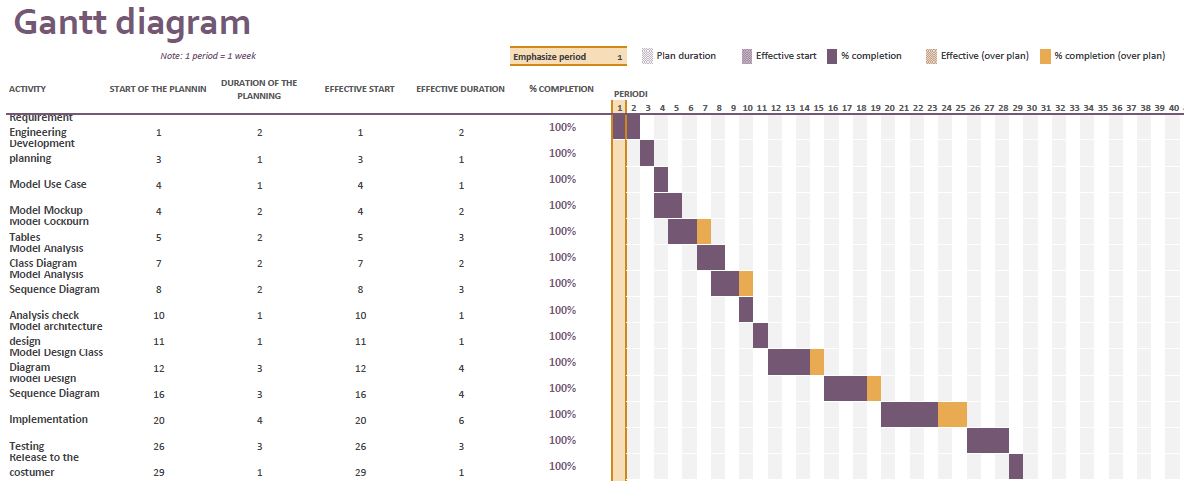 Gantt diagram
Note: 1 period = 1 week
Emphasize period 1 Plan duration Effective start % completion Effective (over plan) % completion (over plan)
ACTIVITY START OF THE PLANNIN DURATION OF THE PLANNING EFFECTIVE START EFFECTIVE DURATION % COMPLETION PERIODI
1 2 3 4 5 6 7 8 9 10 11 12 13 14 15 16 17 18 19 20 21 22 23 24 25 26 27 28 29 30 31 32 33 34 35 36 37 38 39 40
Requirement
Engineering 1 2 1 2 100%
Development
planning 3 1 3 1 100%
Model Use Case 4 1 4 1 100%
Model Mockup 4 2 4 2 100%
Model Cockburn
Tables 5 2 5 3 100%
Model Analysis
Class Diagram 7 2 7 2 100%
Model Analysis
Sequence Diagram 8 2 8 3 100%
Analysis check 10 1 10 1 100%
Model architecture
design 11 1 11 1 100%
Model Design Class
Diagram 12 3 12 4 100%
Model Design
Sequence Diagram 16 3 16 4 100%
Implementation 20 4 20 6 100%
Testing 26 3 26 3 100%
Release to the
costumer 29 1 29 1 100%